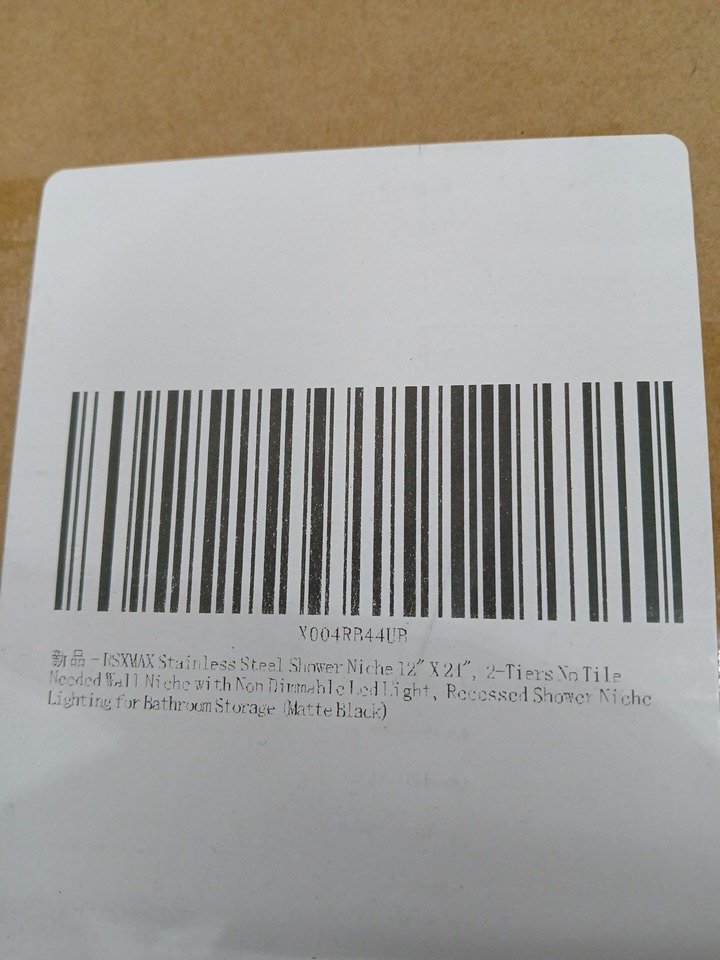 X004RB44UB
新品 - RSXMAX Stainless Steel Shower Niche 12" X 21", 2-Tiers No Tile
Needed Wall Niche with Non Dimmable Led Light, Recessed Shower Niche
Lighting for Bathroom Storage (Matte Black)